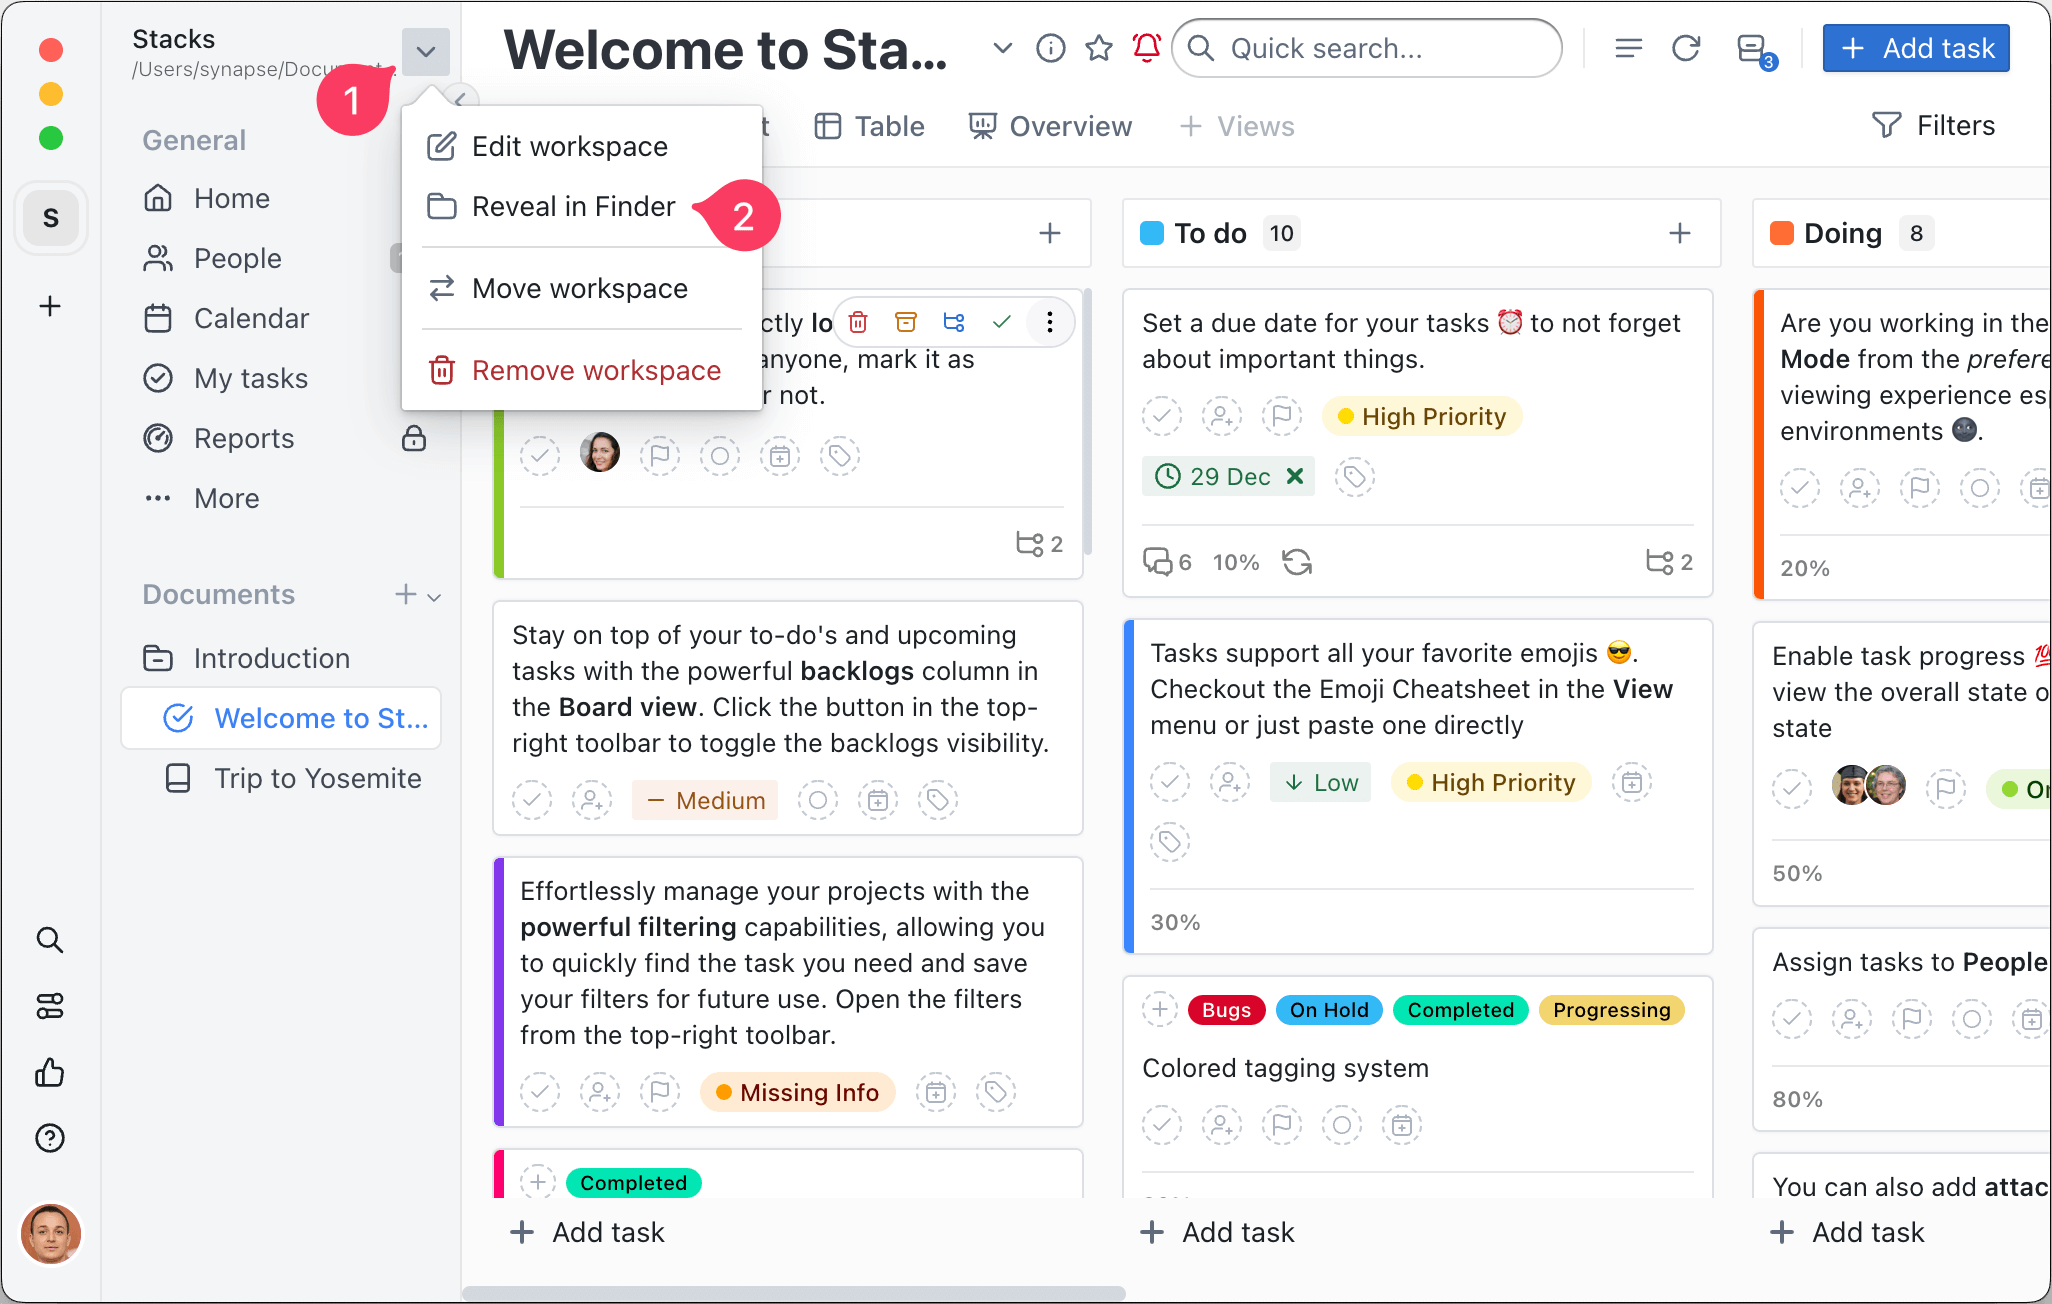 Stacks
/Users/synapse/Document...
S
General
Home
People
Calendar
My tasks
Reports
More
Documents
Introduction
Welcome to St...
Trip to Yosemite
1
2
Edit workspace
Reveal in Finder
Move workspace
Remove workspace
Welcome to Sta...
Quick search...
3
Add task
Table
Overview
Views
Filters
anyone, mark it as
r not.
2
Stay on top of your to-do's and upcoming
tasks with the powerful backlogs column in
the Board view. Click the button in the top-
right toolbar to toggle the backlogs visibility.
Medium
Effortlessly manage your projects with the
powerful filtering capabilities, allowing you
to quickly find the task you need and save
your filters for future use. Open the filters
from the top-right toolbar.
Missing Info
Completed
Add task
To do 10
Set a due date for your tasks ⏰ to not forget
about important things.
High Priority
29 Dec
6 10% 2
Tasks support all your favorite emojis 😎.
Checkout the Emoji Cheatsheet in the View
menu or just paste one directly
Low High Priority
30%
Bugs On Hold Completed Progressing
Colored tagging system
Add task
Doing 8
Are you working in the
Mode from the prefere
viewing experience esp
environments 🌚.
20%
Enable task progress 💯
view the overall state o
state
On
50%
Assign tasks to People
80%
You can also add attac
Add task